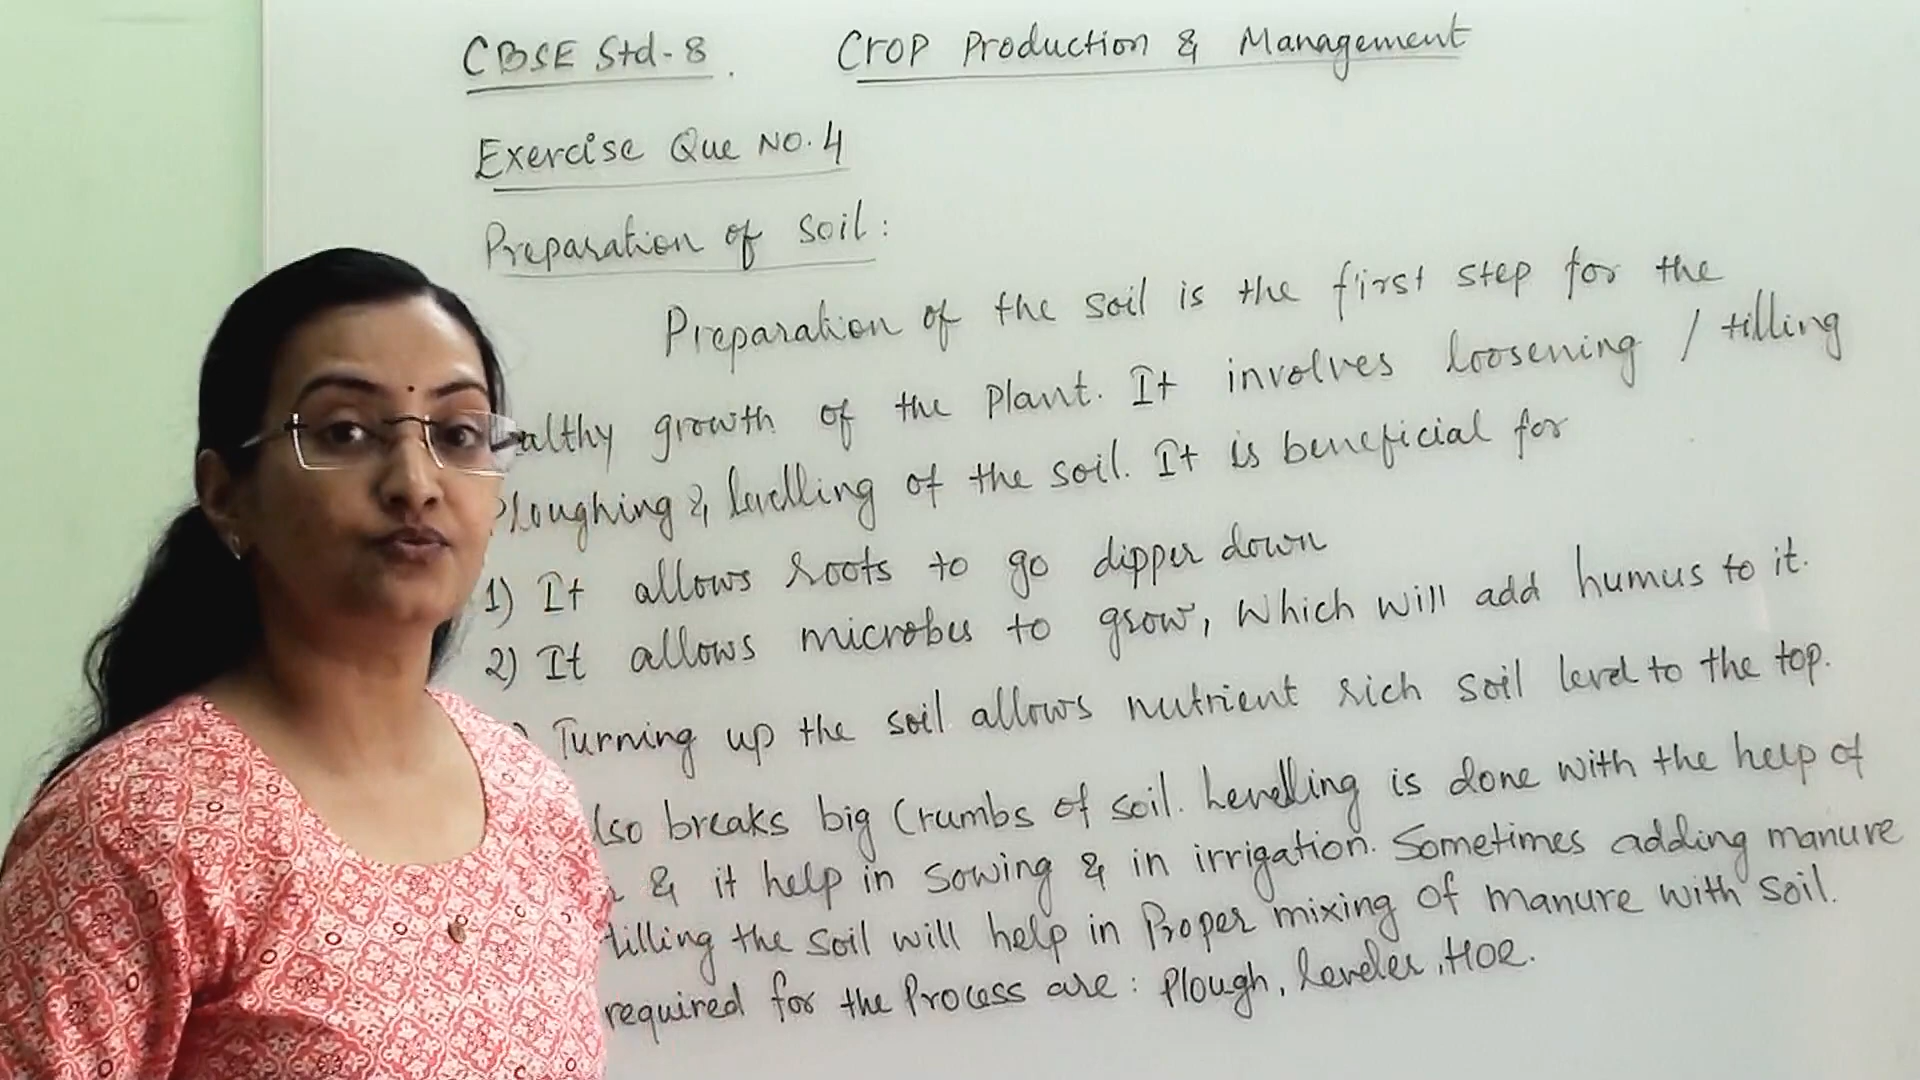 CBSE Std-8. Crop Production & Management
Exercise Que No. 4
Preparation of soil:
Preparation of the soil is the first step for the
althy growth of the plant. It involves loosening / tilling
Ploughing & levelling of the soil. It is beneficial for
1) It allows roots to go dipper down
2) It allows microbes to grow, which will add humus to it.
) Turning up the soil allows nutrient rich soil level to the top.
lso breaks big crumbs of soil. Levelling is done with the help of
& it help in sowing & in irrigation. Sometimes adding manure
tilling the soil will help in Proper mixing of manure with soil.
required for the Process are: Plough, leveler, Hoe.